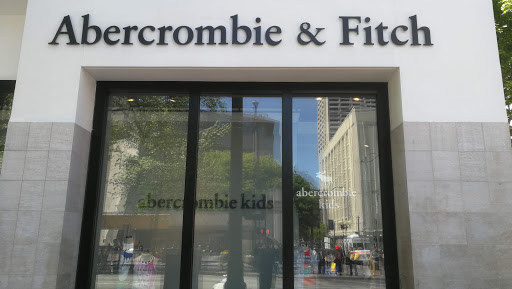 Abercrombie & Fitch
abercrombie kids
abercrombie
kids